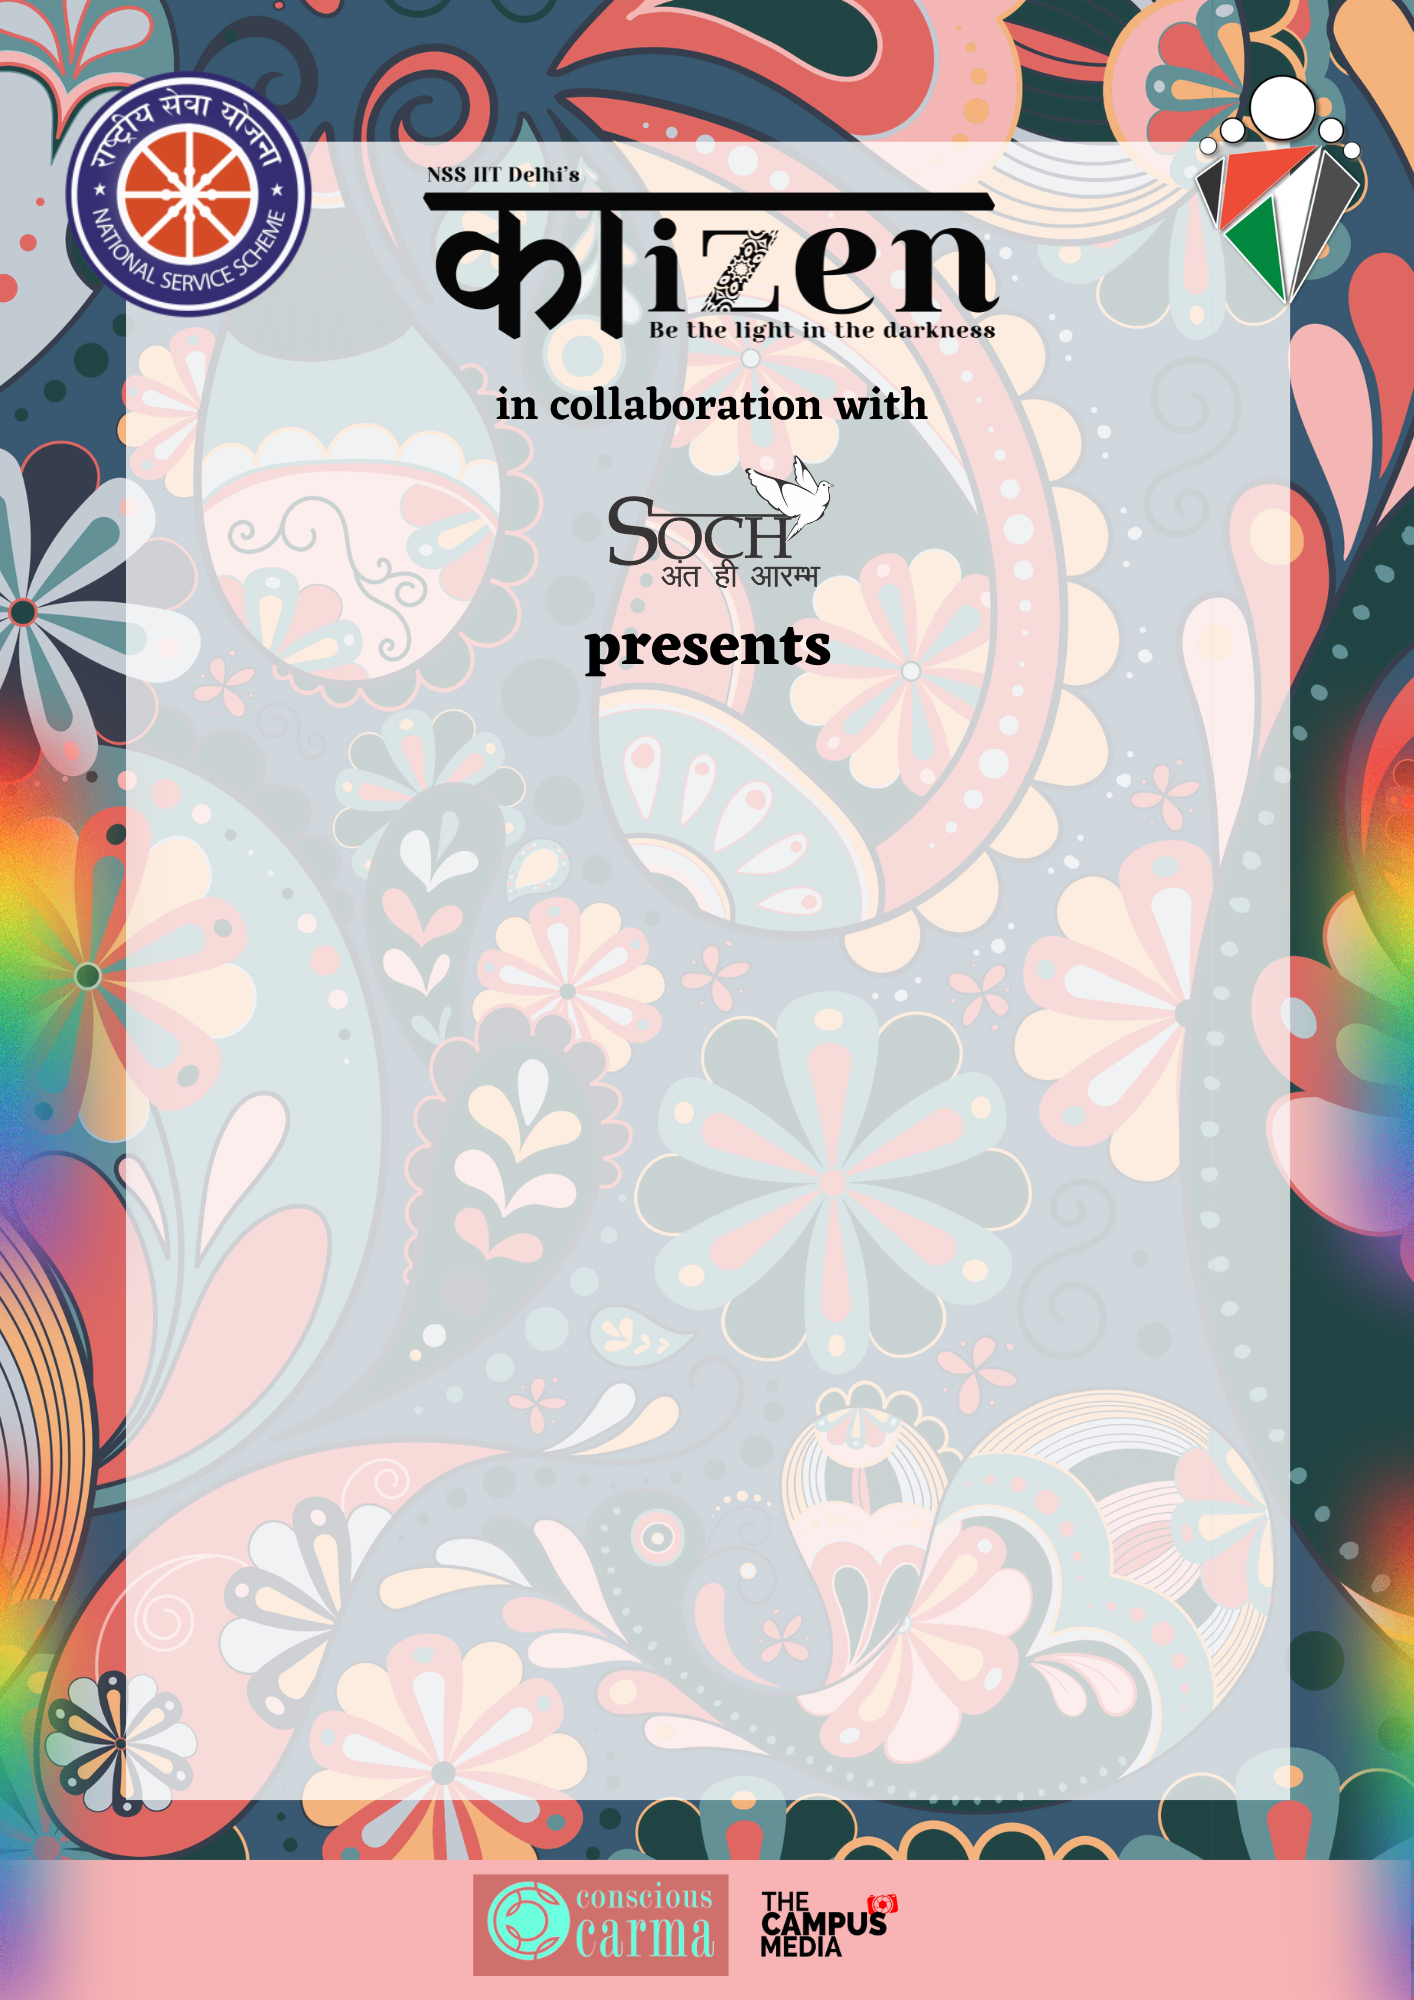 राष्ट्रीय सेवा योजना
NATIONAL SERVICE SCHEME
NSS IIT Delhi's
काizen
Be the light in the darkness
in collaboration with
SOCH
अंत ही आरम्भ
presents
conscious
carma
THE
CAMPUS
MEDIA